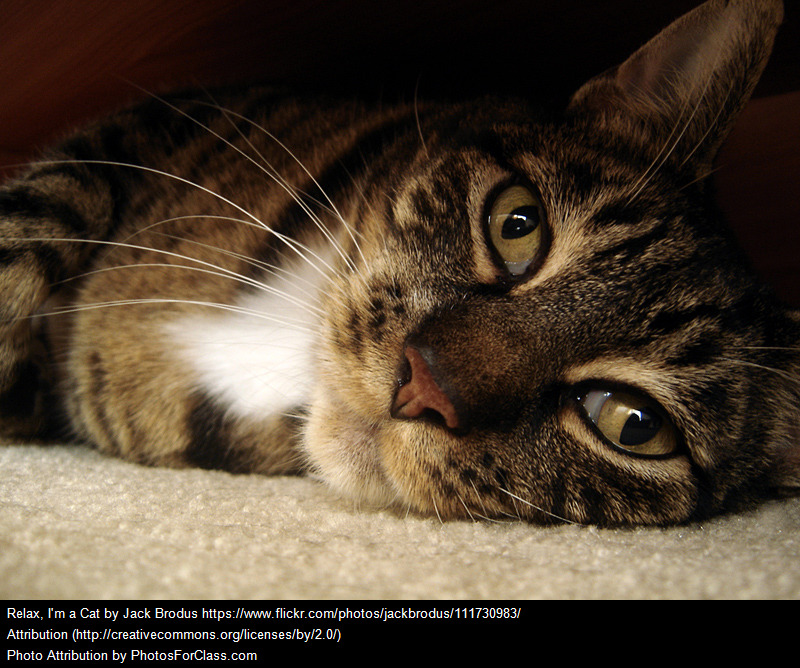 Relax, I'm a Cat by Jack Brodus https://www.flickr.com/photos/jackbrodus/111730983/
Attribution (http://creativecommons.org/licenses/by/2.0/)
Photo Attribution by PhotosForClass.com